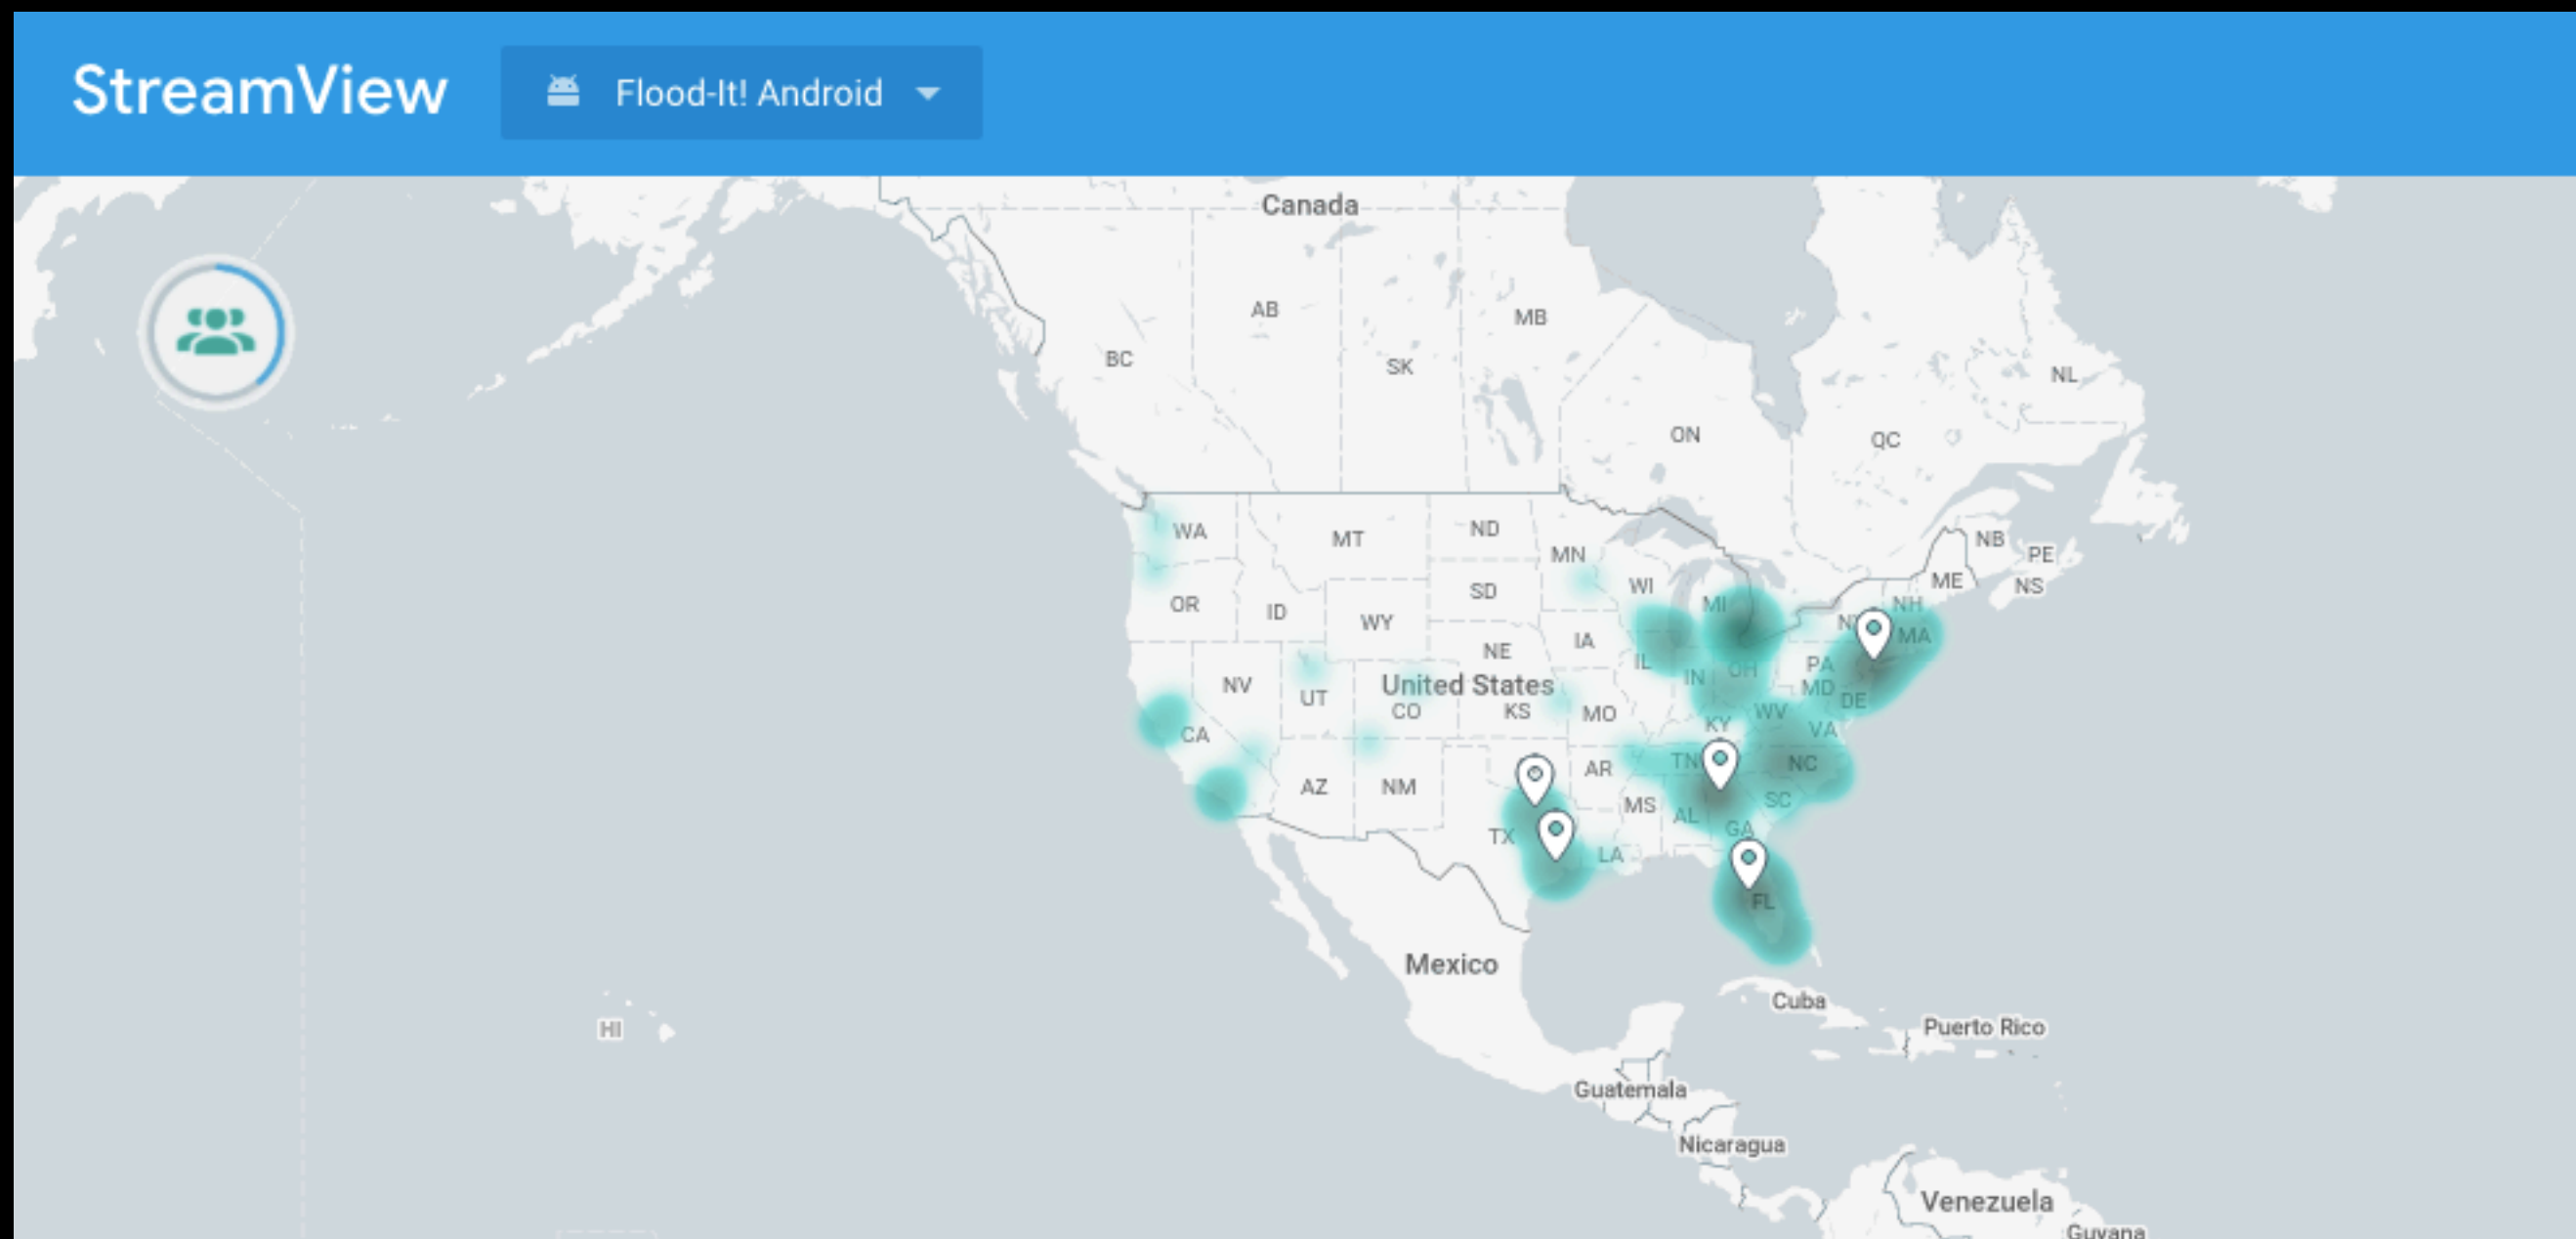 StreamView
Flood-It! Android
Canada
AB
MB
BC
SK
NL
ON
QC
WA
MT
ND
MN
NB
PE
NS
ME
OR
ID
SD
WI
MI
NH
WY
IA
MA
NE
NV
UT
United States
CO
KS
MO
IL
IN
OH
PA
MD
DE
WV
VA
KY
CA
AZ
NM
AR
TN
NC
SC
MS
AL
GA
TX
LA
FL
Mexico
Cuba
HI
Puerto Rico
Guatemala
Nicaragua
Venezuela
Guyana